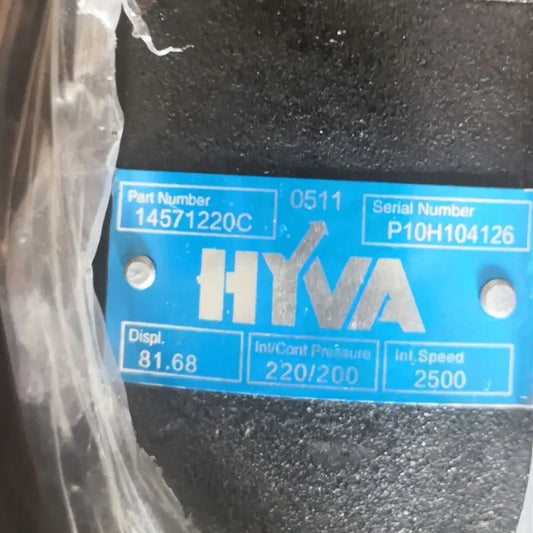 Part Number
14571220C
0511
Serial Number
P10H104126
HYVA
Displ.
81.68
Int/Cont Pressure
220/200
Int.Speed
2500